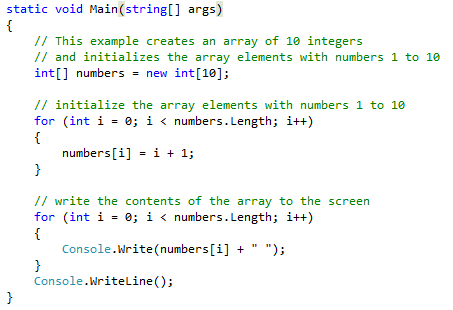 static void Main(string[] args)
{
    // This example creates an array of 10 integers
    // and initializes the array elements with numbers 1 to 10
    int[] numbers = new int[10];

    // initialize the array elements with numbers 1 to 10
    for (int i = 0; i < numbers.Length; i++)
    {
        numbers[i] = i + 1;
    }

    // write the contents of the array to the screen
    for (int i = 0; i < numbers.Length; i++)
    {
        Console.Write(numbers[i] + " ");
    }
    Console.WriteLine();
}